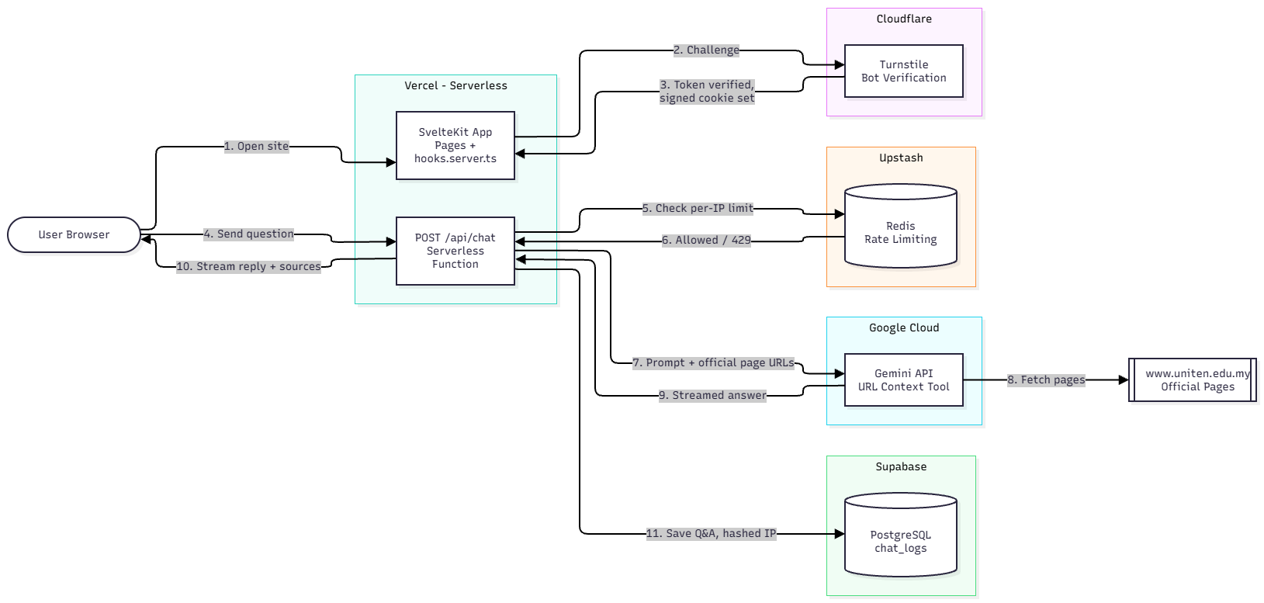 Cloudflare
2. Challenge
Turnstile
Bot Verification
3. Token verified,
signed cookie set
Vercel - Serverless
SvelteKit App
Pages +
hooks.server.ts
1. Open site
Upstash
5. Check per-IP limit
Redis
Rate Limiting
6. Allowed / 429
User Browser
4. Send question
POST /api/chat
Serverless
Function
10. Stream reply + sources
Google Cloud
7. Prompt + official page URLs
Gemini API
URL Context Tool
8. Fetch pages
www.uniten.edu.my
Official Pages
9. Streamed answer
Supabase
11. Save Q&A, hashed IP
PostgreSQL
chat_logs